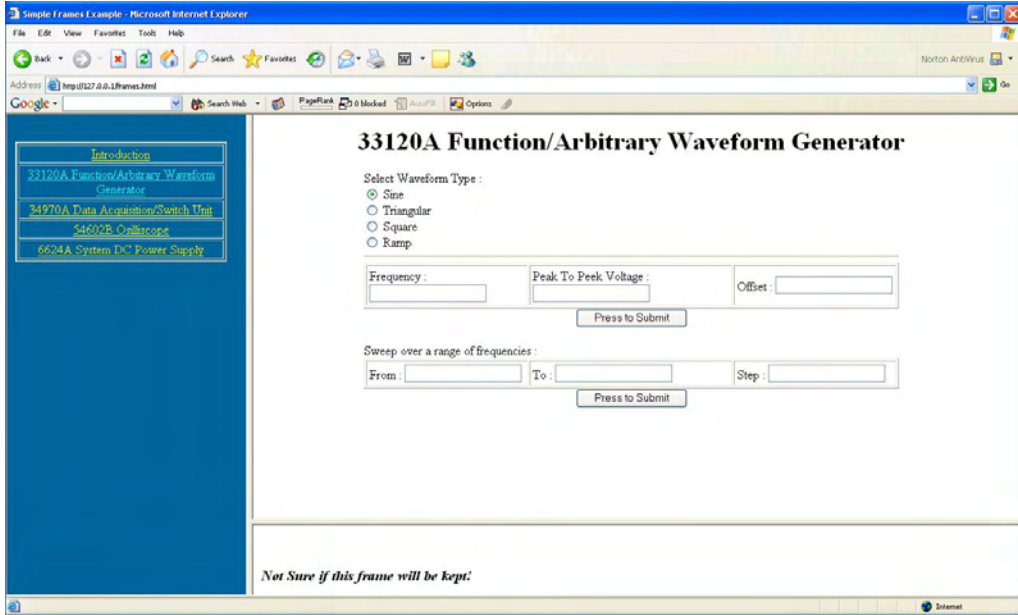 Simple Frames Example - Microsoft Internet Explorer
File Edit View Favorites Tools Help
Back Search Favorites Norton AntiVirus
Address http://127.0.0.1/frames.html Go
Google Search Web PageRank 0 blocked AutoFill Options
Introduction
33120A Function/Arbitrary Waveform
Generator
34970A Data Acquisition/Switch Unit
54602B Osilliscope
6624A System DC Power Supply
33120A Function/Arbitrary Waveform Generator
Select Waveform Type :
Sine
Triangular
Square
Ramp
Frequency :
Peak To Peek Voltage :
Offset :
Press to Submit
Sweep over a range of frequencies :
From :
To :
Step :
Press to Submit
Not Sure if this frame will be kept!
Internet